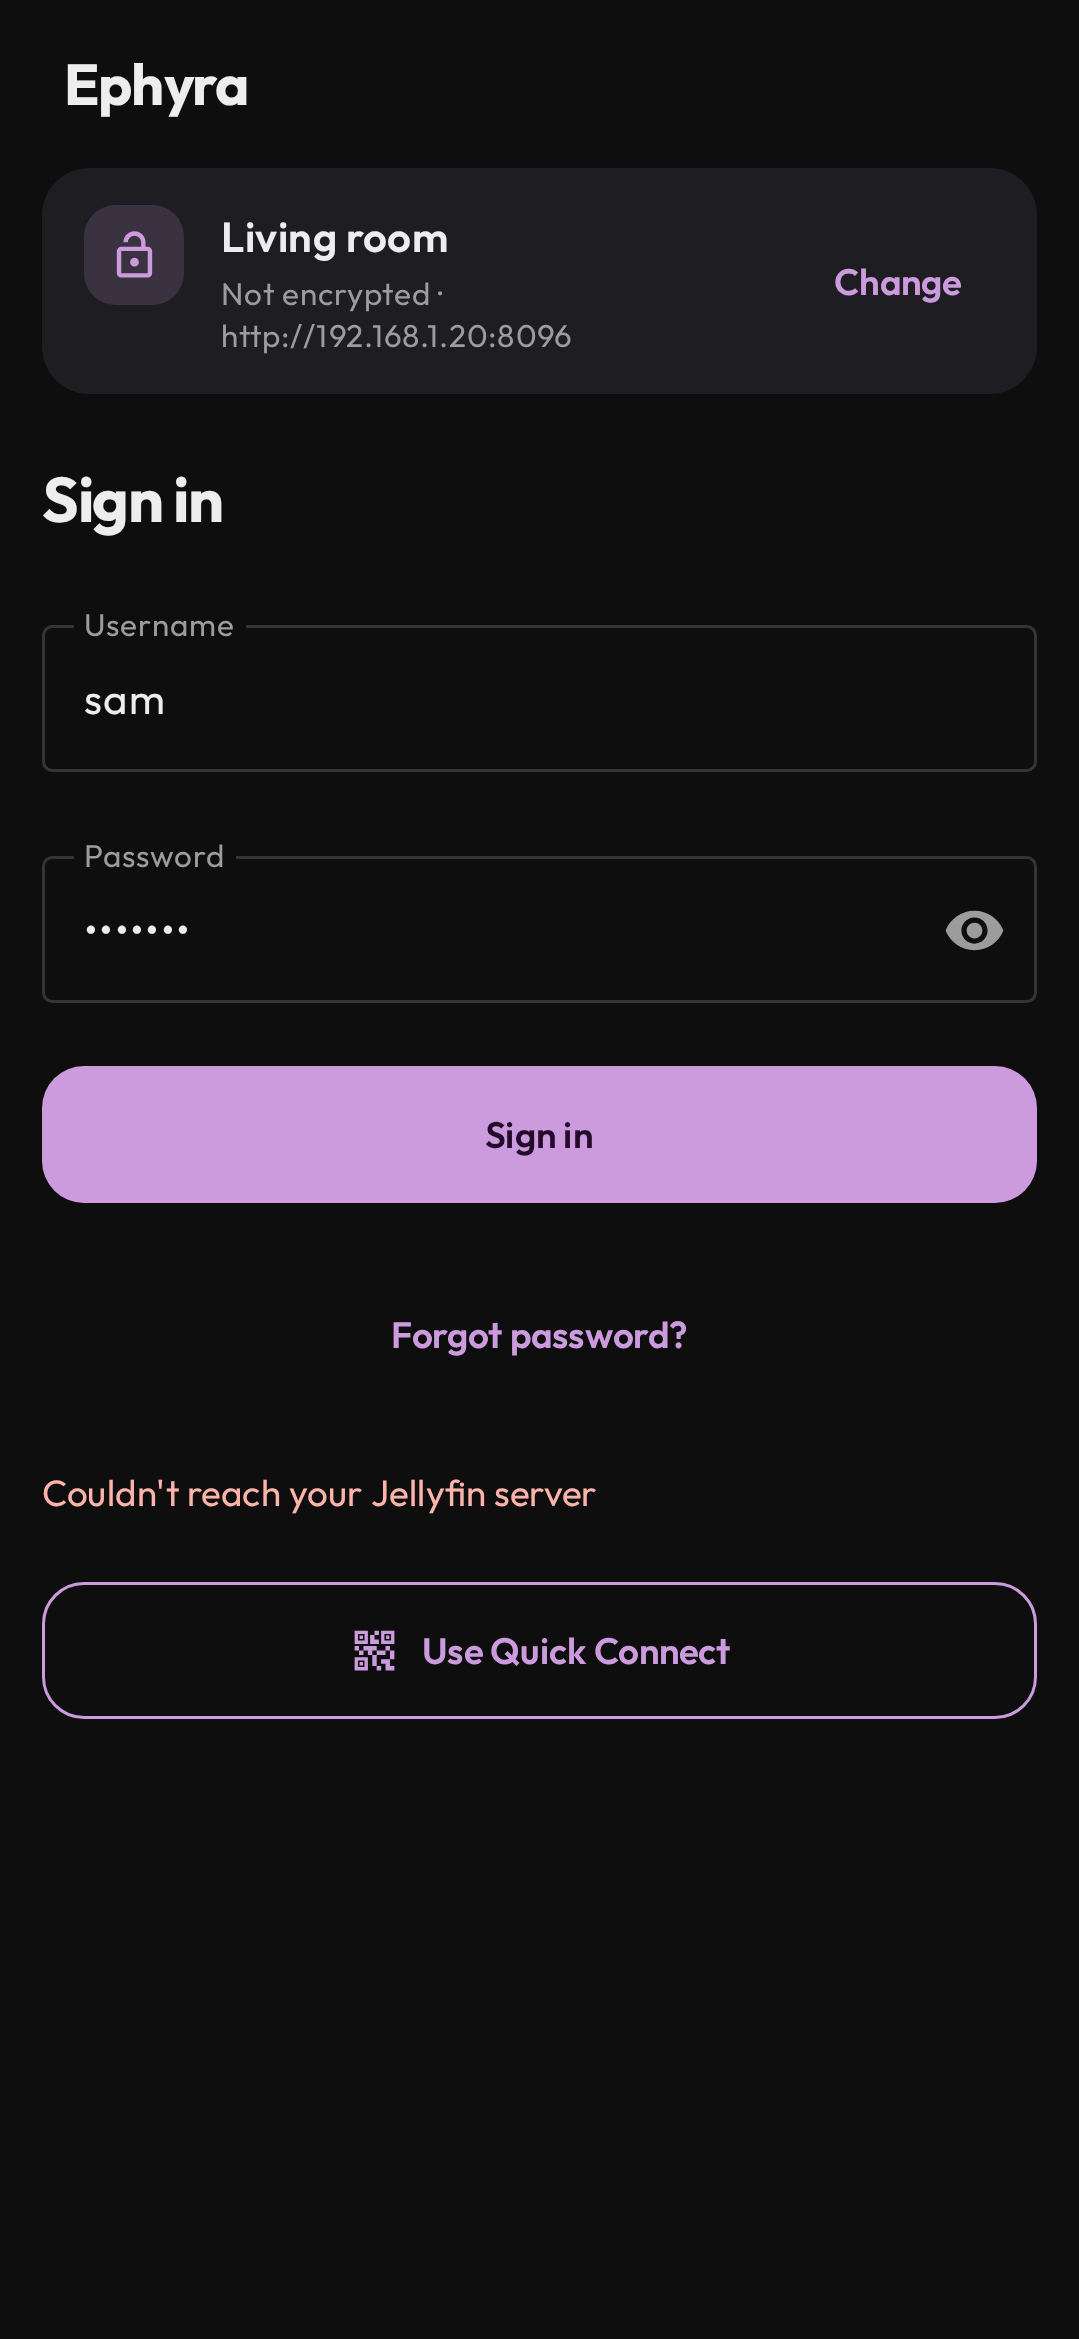 Ephyra
Living room
Not encrypted ·
http://192.168.1.20:8096
Change
Sign in
Username
sam
Password
•••••••
Sign in
Forgot password?
Couldn't reach your Jellyfin server
Use Quick Connect